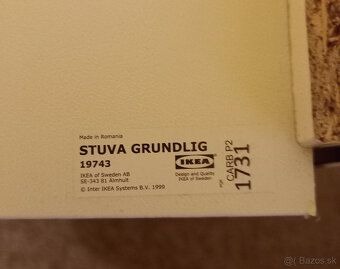 Made in Romania
STUVA GRUNDLIG
19743
IKEA of Sweden AB
SE-343 81 Älmhult
© Inter IKEA Systems B.V. 1999
IKEA
Design and Quality
IKEA of Sweden
CARB P2
1731
Bazos.sk